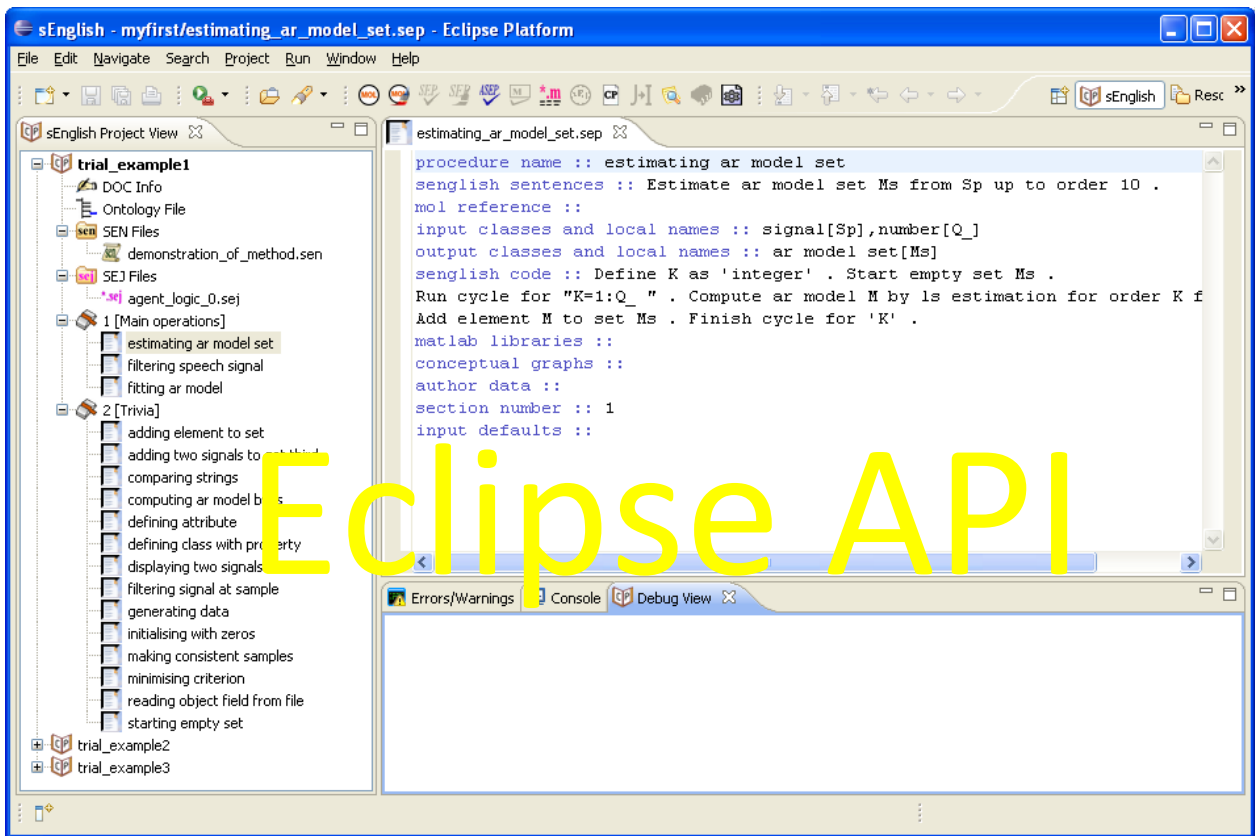 sEnglish - myfirst/estimating_ar_model_set.sep - Eclipse Platform
File Edit Navigate Search Project Run Window Help
sEnglish Resc
sEnglish Project View
trial_example1
DOC Info
Ontology File
SEN Files
demonstration_of_method.sen
SEJ Files
agent_logic_0.sej
1 [Main operations]
estimating ar model set
filtering speech signal
fitting ar model
2 [Trivia]
adding element to set
adding two signals to
comparing strings
computing ar model
defining attribute
defining class with
displaying two signals
filtering signal at sample
generating data
initialising with zeros
making consistent samples
minimising criterion
reading object field from file
starting empty set
trial_example2
trial_example3
estimating_ar_model_set.sep
procedure name :: estimating ar model set
senglish sentences :: Estimate ar model set Ms from Sp up to order 10 .
mol reference ::
input classes and local names :: signal[Sp],number[Q_]
output classes and local names :: ar model set[Ms]
senglish code :: Define K as 'integer' . Start empty set Ms .
Run cycle for "K=1:Q_ " . Compute ar model M by ls estimation for order K f
Add element M to set Ms . Finish cycle for 'K' .
matlab libraries ::
conceptual graphs ::
author data ::
section number :: 1
input defaults ::
Eclipse API
Errors/Warnings Console Debug View